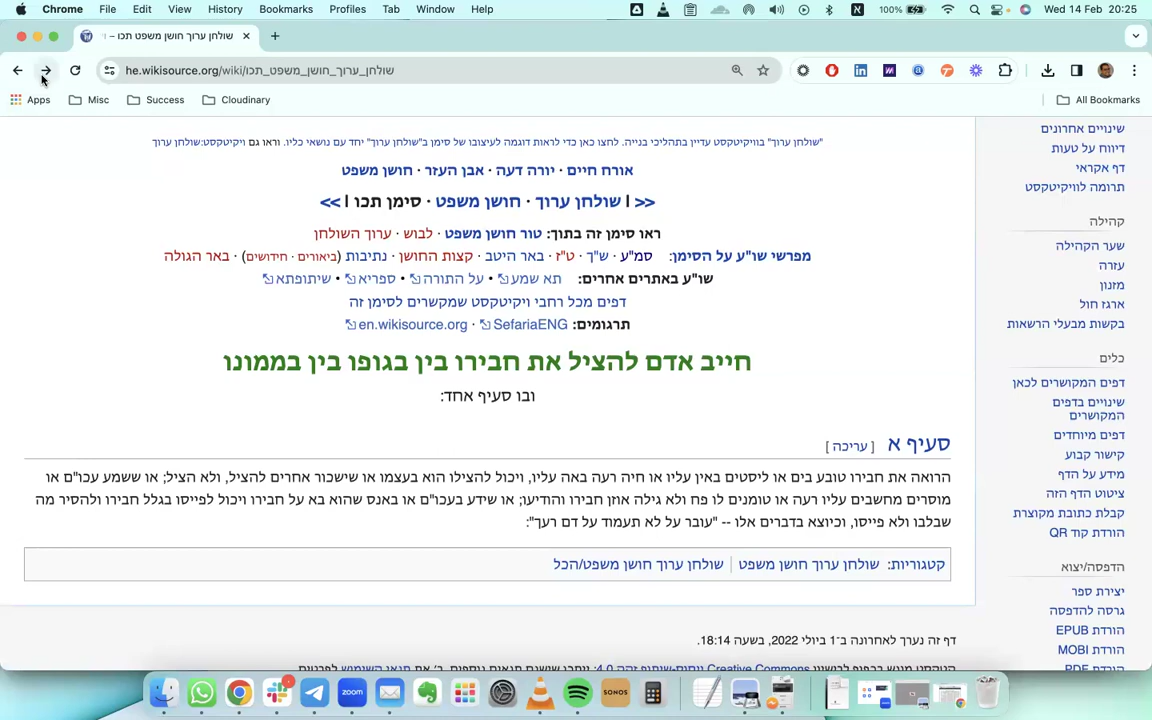 Chrome File Edit View History Bookmarks Profiles Tab Window Help 100% Wed 14 Feb 20:25
שולחן ערוך חושן משפט תכו –
he.wikisource.org/wiki/שולחן_ערוך_חושן_משפט_תכו
Apps Misc Success Cloudinary All Bookmarks
"שולחן ערוך" בוויקיטקסט עדיין בתהליכי בנייה. לחצו כאן כדי לראות דוגמה לעיצובו של סימן ב"שולחן ערוך" יחד עם נושאי כליו. וראו גם ויקיטקסט:שולחן ערוך
אורח חיים · יורה דעה · אבן העזר · חושן משפט
<< | שולחן ערוך · חושן משפט · סימן תכו | >>
ראו סימן זה בתוך: טור חושן משפט · לבוש · ערוך השולחן
מפרשי שו"ע על הסימן: סמ"ע · ש"ך · ט"ז · באר היטב · קצות החושן · נתיבות (ביאורים · חידושים) · באר הגולה
שו"ע באתרים אחרים: תא שמע • על התורה • ספריא • שיתופתא
דפים מכל רחבי ויקיטקסט שמקשרים לסימן זה
תרגומים: SefariaENG · en.wikisource.org
חייב אדם להציל את חבירו בין בגופו בין בממונו
ובו סעיף אחד:
סעיף א [ עריכה ]
הרואה את חבירו טובע בים או ליסטים באין עליו או חיה רעה באה עליו, ויכול להצילו הוא בעצמו או שישכור אחרים להציל, ולא הציל; או ששמע עכו"ם או
מוסרים מחשבים עליו רעה או טומנים לו פח ולא גילה אוזן חבירו והודיעו; או שידע בעכו"ם או באנס שהוא בא על חבירו ויכול לפייסו בגלל חבירו ולהסיר מה
שבלבו ולא פייסו, וכיוצא בדברים אלו -- "עובר על לא תעמוד על דם רעך":
קטגוריות: שולחן ערוך חושן משפט | שולחן ערוך חושן משפט/הכל
דף זה נערך לאחרונה ב־1 ביולי 2022, בשעה 18:14.
שינויים אחרונים
דיווח על טעות
דף אקראי
תרומה לוויקיטקסט
קהילה
שער הקהילה
עזרה
מזנון
ארגז חול
בקשות מבעלי הרשאות
כלים
דפים המקושרים לכאן
שינויים בדפים
המקושרים
דפים מיוחדים
קישור קבוע
מידע על הדף
ציטוט הדף הזה
קבלת כתובת מקוצרת
הורדת קוד QR
הדפסה/יצוא
יצירת ספר
גרסה להדפסה
הורדת EPUB
הורדת MOBI
הורדת PDF
zoom SONOS